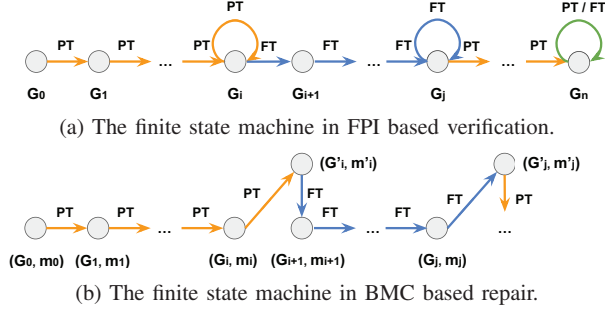 PT PT / FT
FT
PT PT ... PT FT FT ... FT PT ... PT
G0 G1 Gi Gi+1 Gj Gn
(a) The finite state machine in FPI based verification.
(G'i, m'i) (G'j, m'j)
PT PT ... PT PT FT FT ... FT FT PT ...
(G0, m0) (G1, m1) (Gi, mi) (Gi+1, mi+1) (Gj, mj)
(b) The finite state machine in BMC based repair.